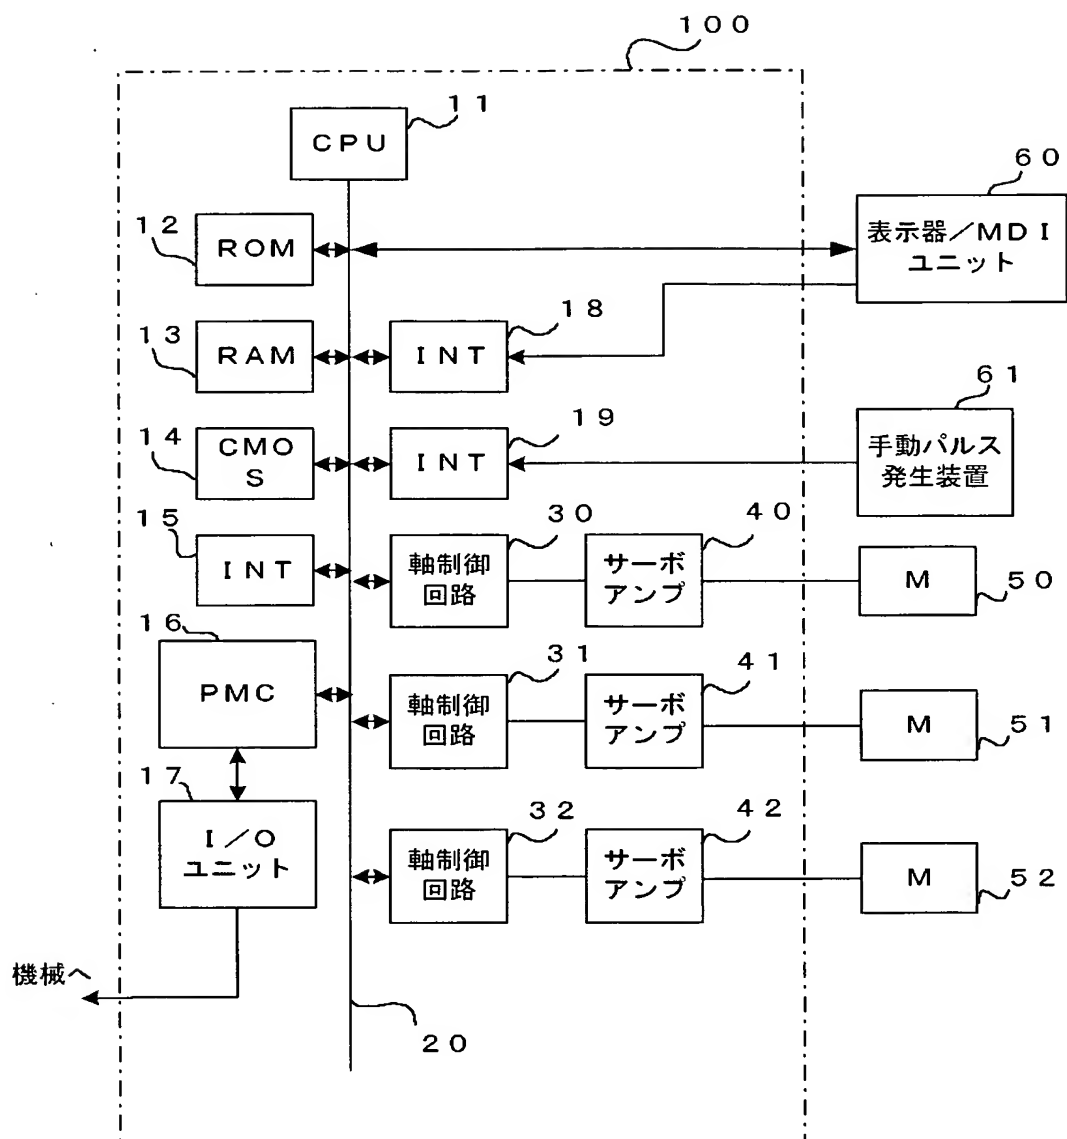 １００
１１
ＣＰＵ
６０
表示器／ＭＤＩ
ユニット
１２
ＲＯＭ
１３
ＲＡＭ
１８
ＩＮＴ
６１
手動パルス
発生装置
１４
ＣＭＯ
Ｓ
１９
ＩＮＴ
１５
ＩＮＴ
３０
軸制御
回路
４０
サーボ
アンプ
Ｍ
５０
１６
ＰＭＣ
３１
軸制御
回路
４１
サーボ
アンプ
Ｍ
５１
１７
Ｉ／Ｏ
ユニット
３２
軸制御
回路
４２
サーボ
アンプ
Ｍ
５２
機械へ
２０